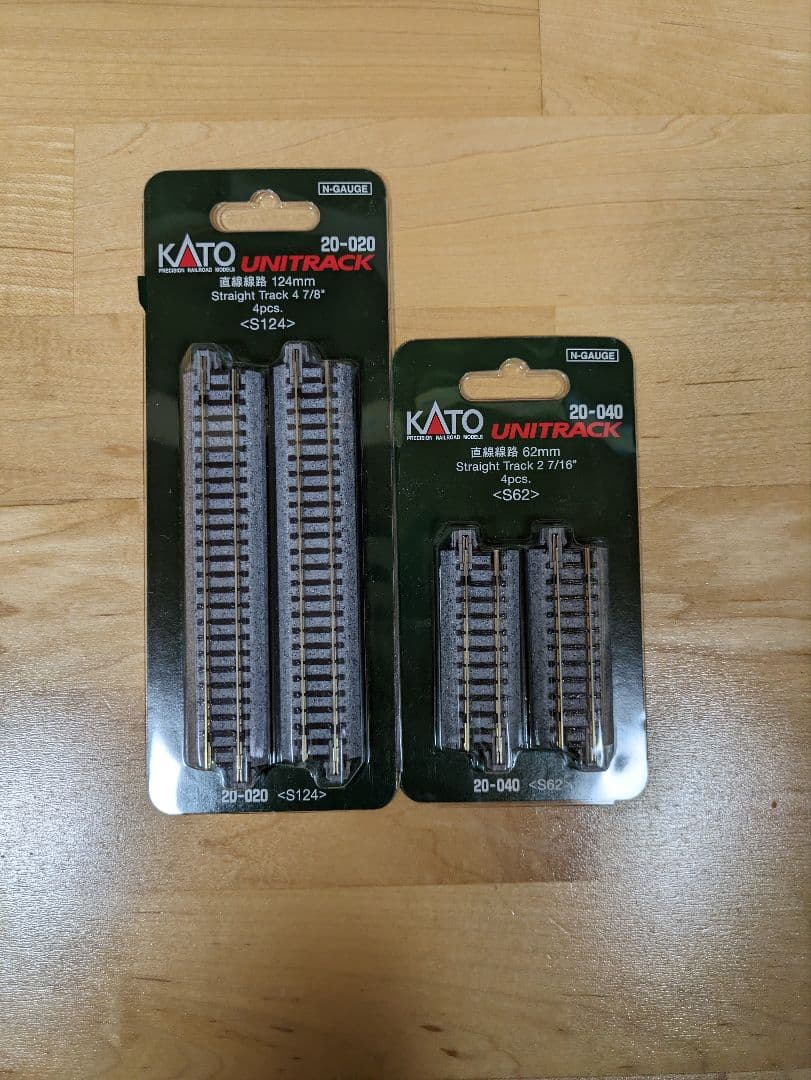 N-GAUGE
20-020
KATO UNITRACK
PRECISION RAILROAD MODELS
直線線路 124mm
Straight Track 4 7/8"
4pcs.
<S124>
20-020 <S124>
N-GAUGE
20-040
KATO UNITRACK
PRECISION RAILROAD MODELS
直線線路 62mm
Straight Track 2 7/16"
4pcs.
<S62>
20-040 <S62>